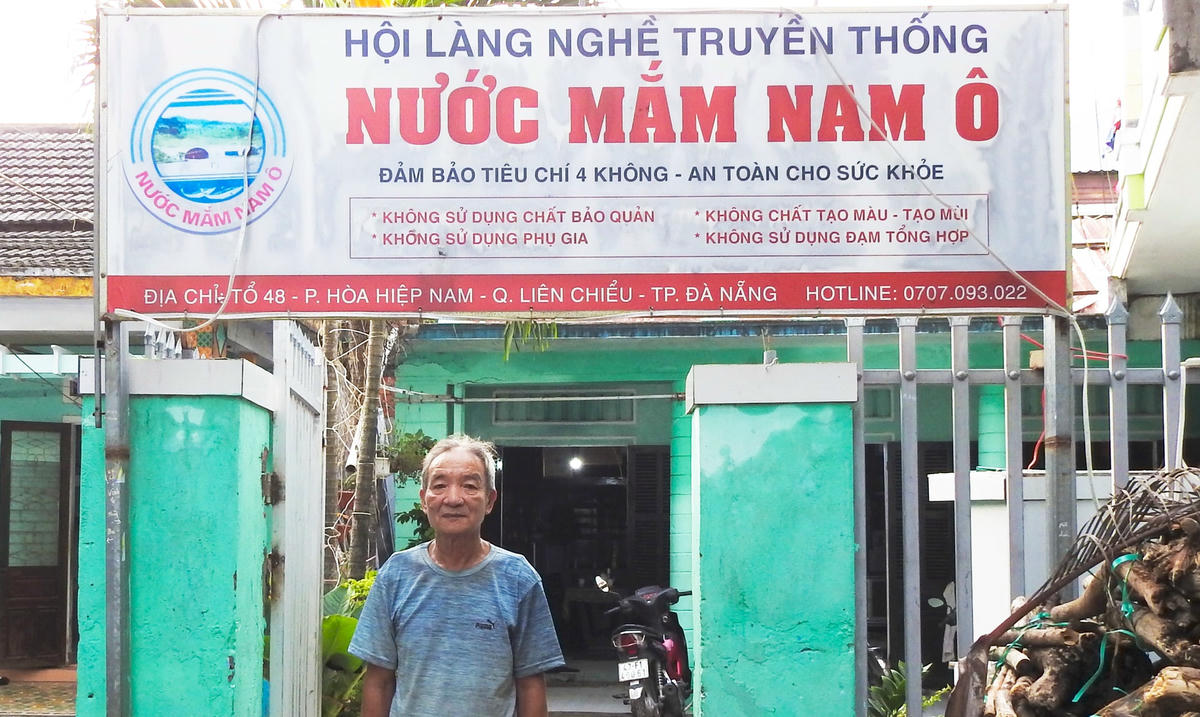 HỘI LÀNG NGHỀ TRUYỀN THỐNG
NƯỚC MẮM NAM Ô
NƯỚC MẮM NAM Ô
ĐẢM BẢO TIÊU CHÍ 4 KHÔNG - AN TOÀN CHO SỨC KHỎE
* KHÔNG SỬ DỤNG CHẤT BẢO QUẢN
* KHÔNG CHẤT TẠO MÀU - TẠO MÙI
* KHÔNG SỬ DỤNG PHỤ GIA
* KHÔNG SỬ DỤNG ĐẠM TỔNG HỢP
ĐỊA CHỈ: TỔ 48 - P. HÒA HIỆP NAM - Q. LIÊN CHIỂU - TP. ĐÀ NẴNG HOTLINE: 0707.093.022
PUMA